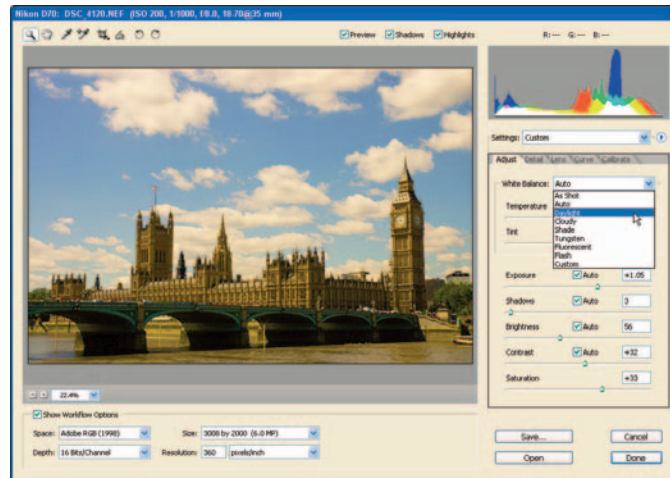 Nikon D70: DSC_4120.NEF (ISO 200, 1/1000, f/8.0, 18-70@35 mm)
Preview Shadows Highlights R: --- G: --- B: ---
Settings: Custom
Adjust Detail Lens Curve Calibrate
White Balance: Auto
As Shot
Auto
Daylight
Cloudy
Shade
Tungsten
Fluorescent
Flash
Custom
Temperature
Tint
Exposure Auto +1.05
Shadows Auto 3
Brightness Auto 56
Contrast Auto +32
Saturation +33
22.4%
Show Workflow Options
Space: Adobe RGB (1998) Size: 3008 by 2000 (6.0 MP)
Depth: 16 Bits/Channel Resolution: 360 pixels/inch
Save... Cancel
Open Done